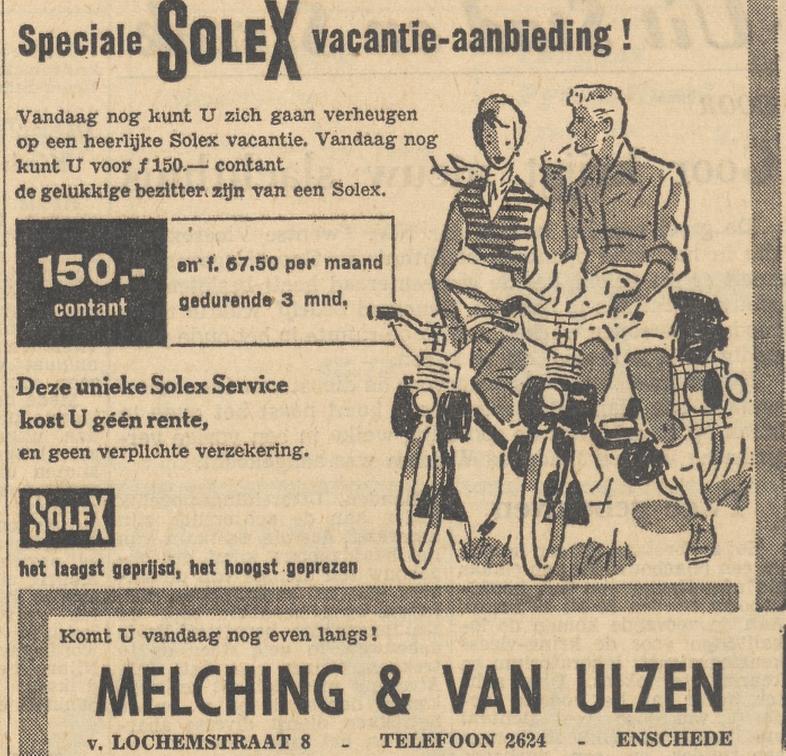 Speciale SOLEX vacantie-aanbieding !
Vandaag nog kunt U zich gaan verheugen
op een heerlijke Solex vacantie. Vandaag nog
kunt U voor ƒ 150.— contant
de gelukkige bezitter zijn van een Solex.
150.-
contant
en f. 67.50 per maand
gedurende 3 mnd.
Deze unieke Solex Service
kost U géén rente,
en geen verplichte verzekering.
SOLEX
het laagst geprijsd, het hoogst geprezen
Komt U vandaag nog even langs!
MELCHING & VAN ULZEN
v. LOCHEMSTRAAT 8 - TELEFOON 2624 - ENSCHEDE